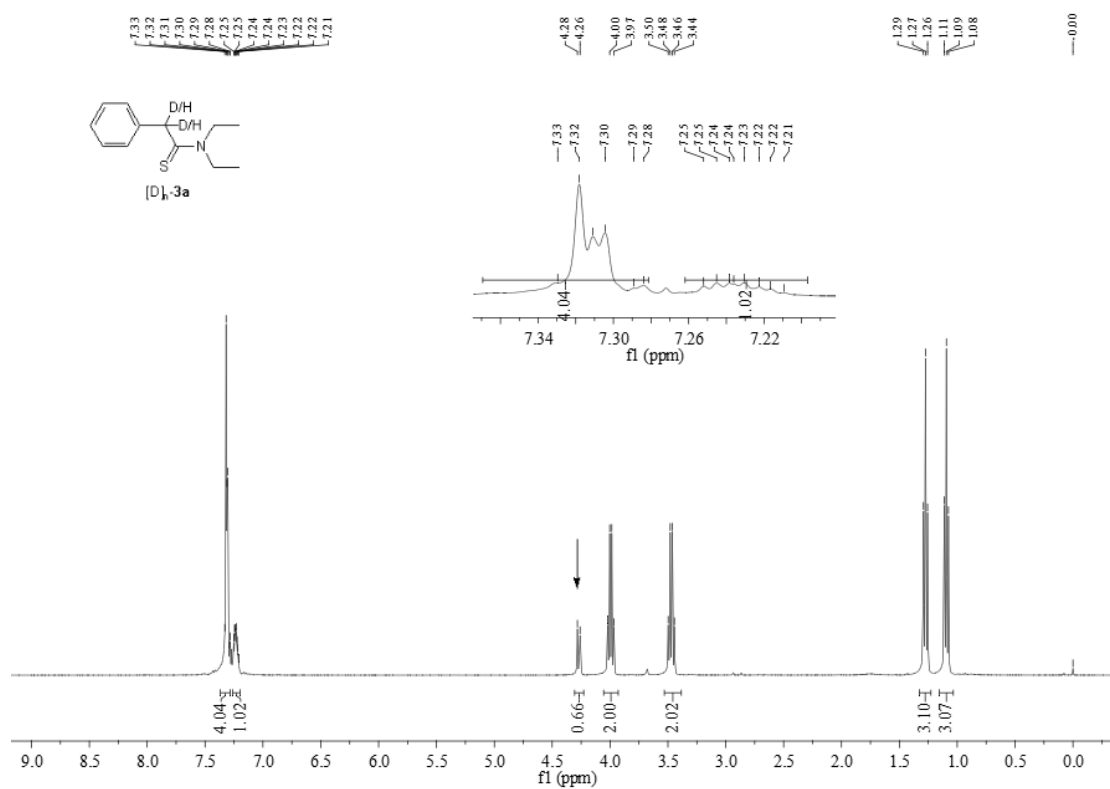 7.33 7.32 7.31 7.30 7.29 7.28 7.25 7.25 7.24 7.24 7.23 7.22 7.22 7.21 4.28 4.26 4.00 3.97 3.50 3.48 3.46 3.44 1.29 1.27 1.26 1.11 1.09 1.08 -0.00
D/H
D/H
N
S
[D]n-3a
7.33 7.32 7.30 7.29 7.28 7.25 7.25 7.24 7.24 7.23 7.22 7.22 7.21
4.04 1.02
7.34 7.30 7.26 7.22
f1 (ppm)
4.04 1.02 0.66 2.00 2.02 3.10 3.07
9.0 8.5 8.0 7.5 7.0 6.5 6.0 5.5 5.0 4.5 4.0 3.5 3.0 2.5 2.0 1.5 1.0 0.5 0.0
f1 (ppm)